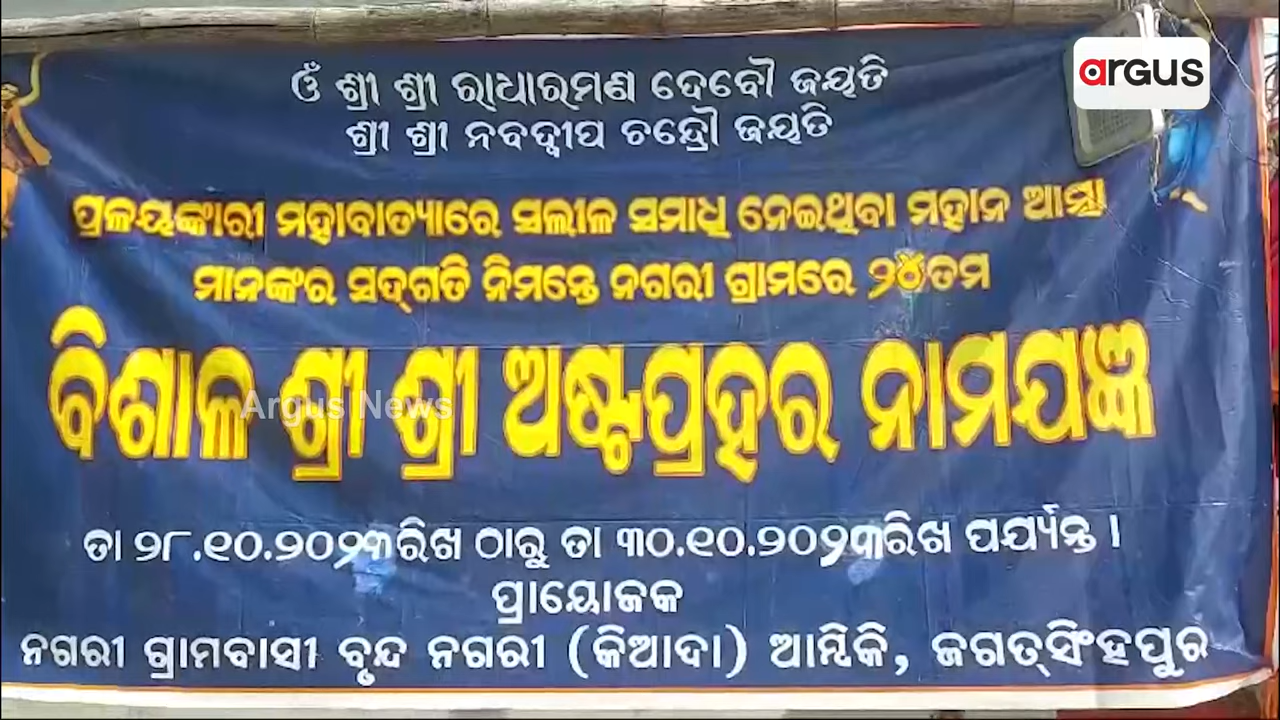 argus
ଓଁ ଶ୍ରୀ ଶ୍ରୀ ରାଧାରମଣ ଦେବୌ ଜୟତି
ଶ୍ରୀ ଶ୍ରୀ ନବଦ୍ୱୀପ ଚନ୍ଦ୍ରୌ ଜୟତି
ପ୍ରଳୟଙ୍କାରୀ ମହାବାତ୍ୟାରେ ସଲୀଳ ସମାଧି ନେଇଥିବା ମହାନ ଆତ୍ମା
ମାନଙ୍କର ସଦ୍‌ଗତି ନିମନ୍ତେ ନଗରୀ ଗ୍ରାମରେ ୨୪ତମ
ବିଶାଳ ଶ୍ରୀ ଶ୍ରୀ ଅଷ୍ଟପ୍ରହର ନାମଯଜ୍ଞ
Argus News
ତା ୨୮.୧୦.୨୦୨୩ରିଖ ଠାରୁ ତା ୩୦.୧୦.୨୦୨୩ରିଖ ପର୍ଯ୍ୟନ୍ତ ।
ପ୍ରାୟୋଜକ
ନଗରୀ ଗ୍ରାମବାସୀ ବୃନ୍ଦ ନଗରୀ (କିଆଦା) ଆମ୍ବିକି, ଜଗତ୍‌ସିଂହପୁର